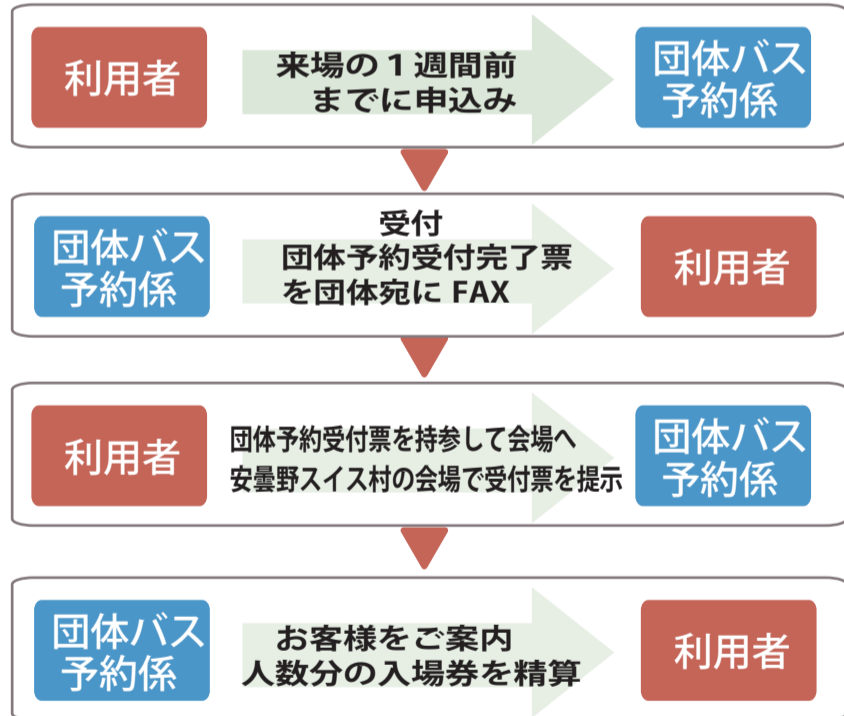 利用者
来場の1週間前
までに申込み
団体バス
予約係
団体バス
予約係
受付
団体予約受付完了票
を団体宛に FAX
利用者
利用者
団体予約受付票を持参して会場へ
安曇野スイス村の会場で受付票を提示
団体バス
予約係
団体バス
予約係
お客様をご案内
人数分の入場券を精算
利用者